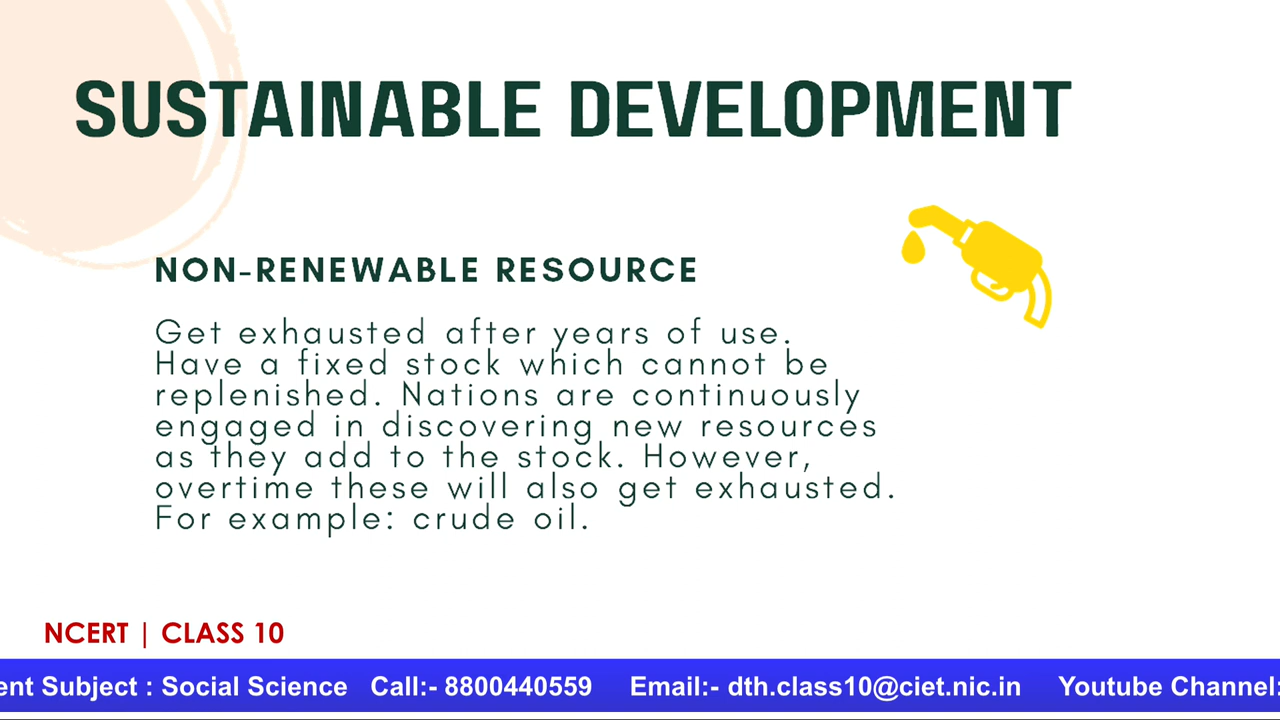 SUSTAINABLE DEVELOPMENT
NON-RENEWABLE RESOURCE
Get exhausted after years of use.
Have a fixed stock which cannot be
replenished. Nations are continuously
engaged in discovering new resources
as they add to the stock. However,
overtime these will also get exhausted.
For example: crude oil.
NCERT | CLASS 10
Subject : Social Science Call:- 8800440559 Email:- dth.class10@ciet.nic.in Youtube Channel: